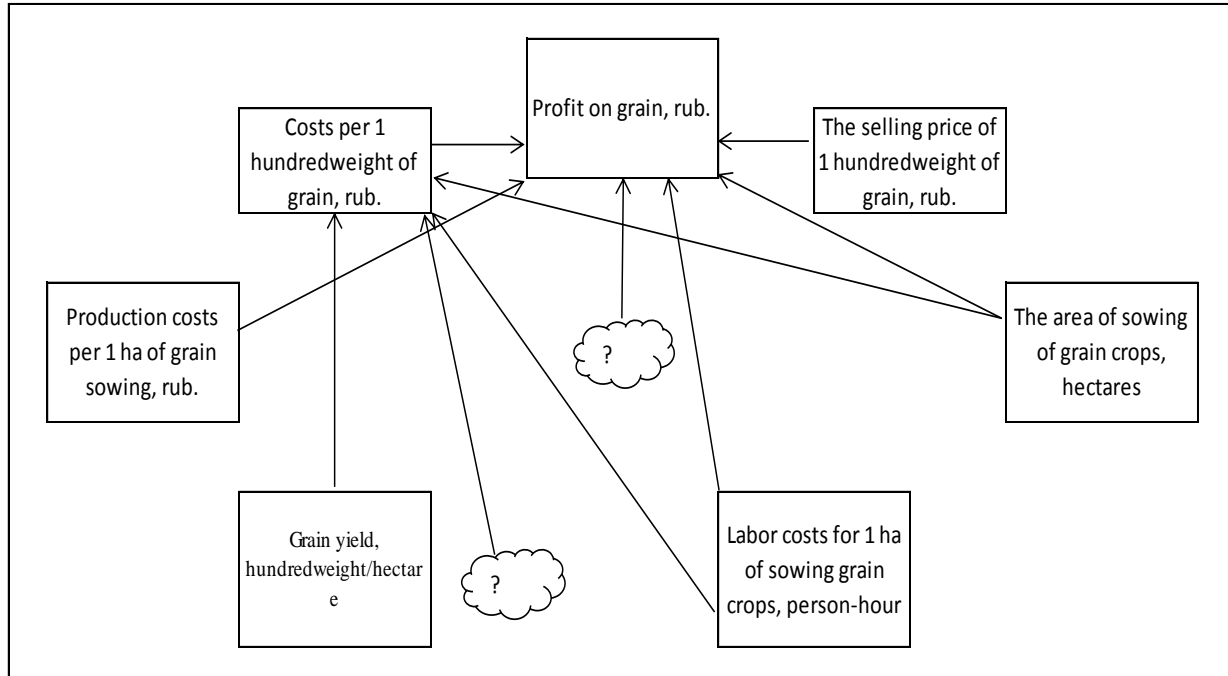 Profit on grain, rub.
Costs per 1
hundredweight of
grain, rub.
The selling price of
1 hundredweight of
grain, rub.
Production costs
per 1 ha of grain
sowing, rub.
?
The area of sowing
of grain crops,
hectares
Grain yield,
hundredweight/hectar
e
?
Labor costs for 1 ha
of sowing grain
crops, person-hour